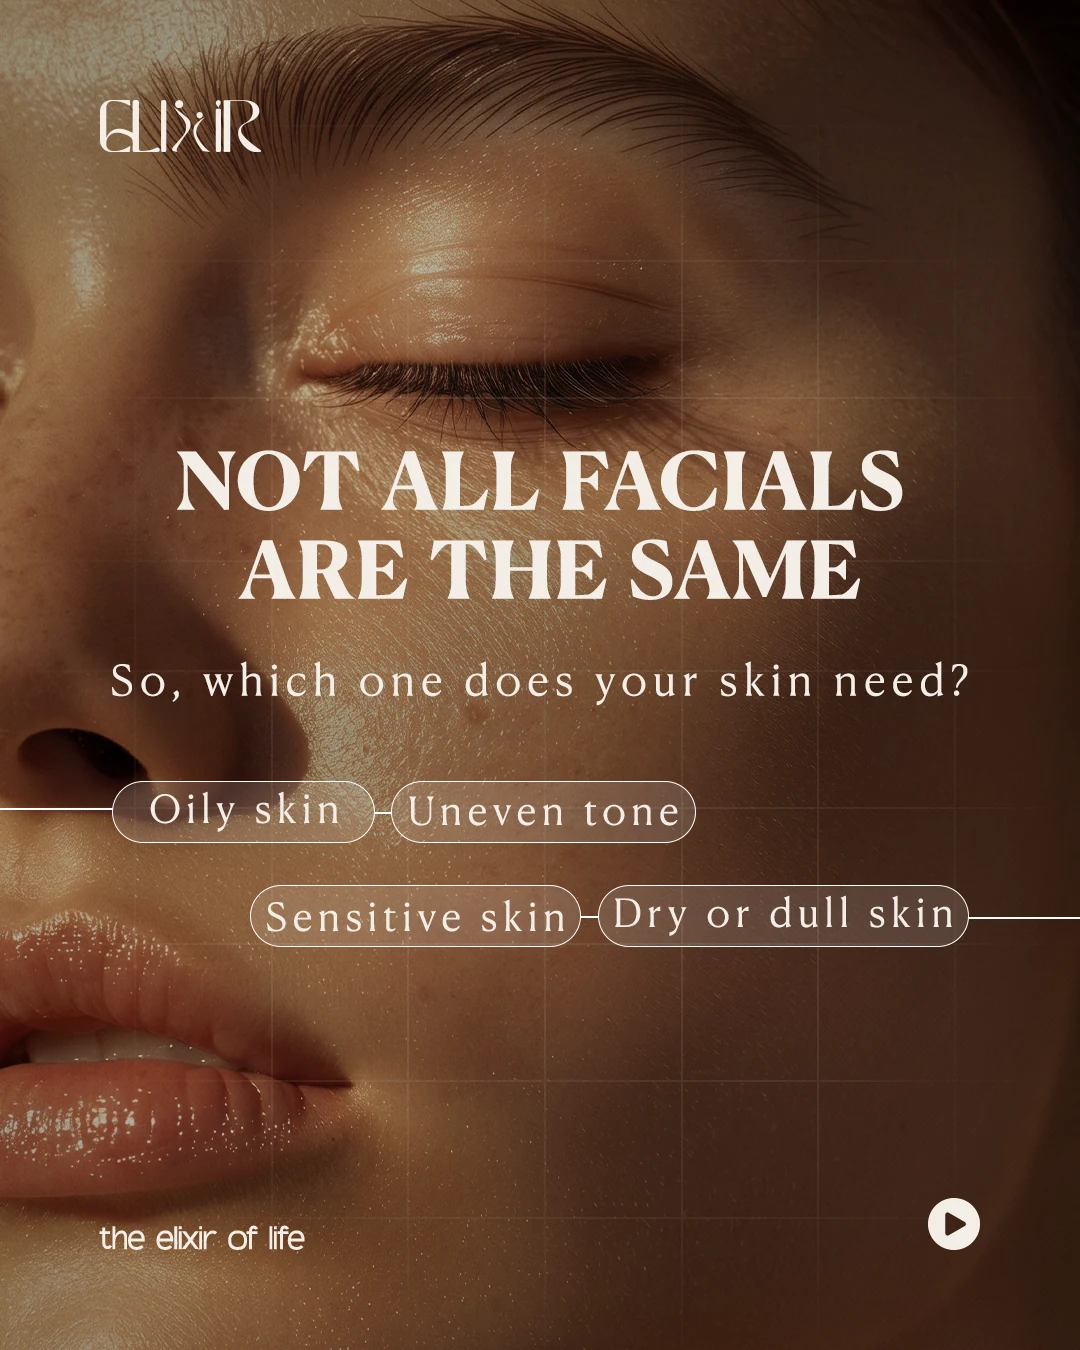 ELIXIR
NOT ALL FACIALS
ARE THE SAME
So, which one does your skin need?
Oily skin
Uneven tone
Sensitive skin
Dry or dull skin
the elixir of life